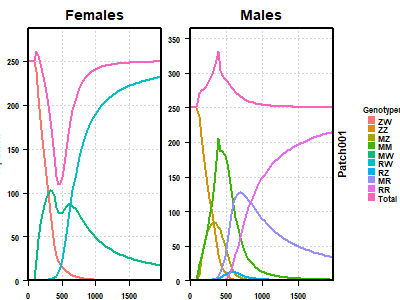 Females Males
350
300
250 250
200 200
150 150
100 100
50 50
0 0
0 500 1000 1500 0 500 1000 1500
Patch001
Genotypes
ZW
ZZ
MZ
MM
MW
RW
RZ
MR
RR
Total